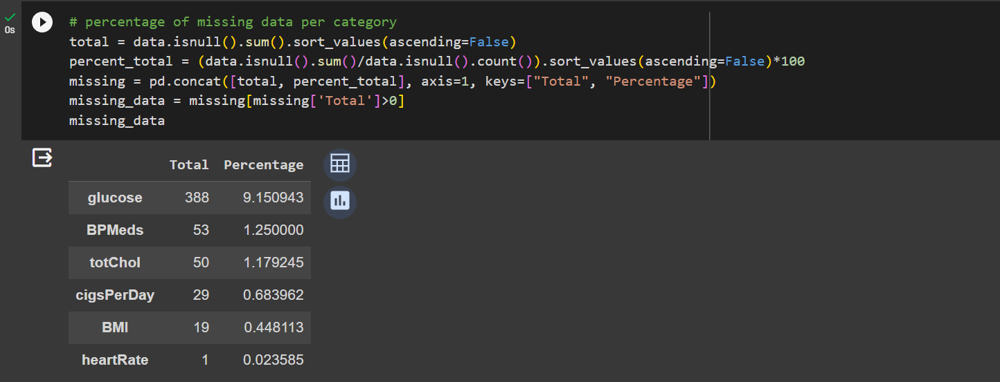 0s
# percentage of missing data per category
total = data.isnull().sum().sort_values(ascending=False)
percent_total = (data.isnull().sum()/data.isnull().count()).sort_values(ascending=False)*100
missing = pd.concat([total, percent_total], axis=1, keys=["Total", "Percentage"])
missing_data = missing[missing['Total']>0]
missing_data
Total Percentage
glucose 388 9.150943
BPMeds 53 1.250000
totChol 50 1.179245
cigsPerDay 29 0.683962
BMI 19 0.448113
heartRate 1 0.023585